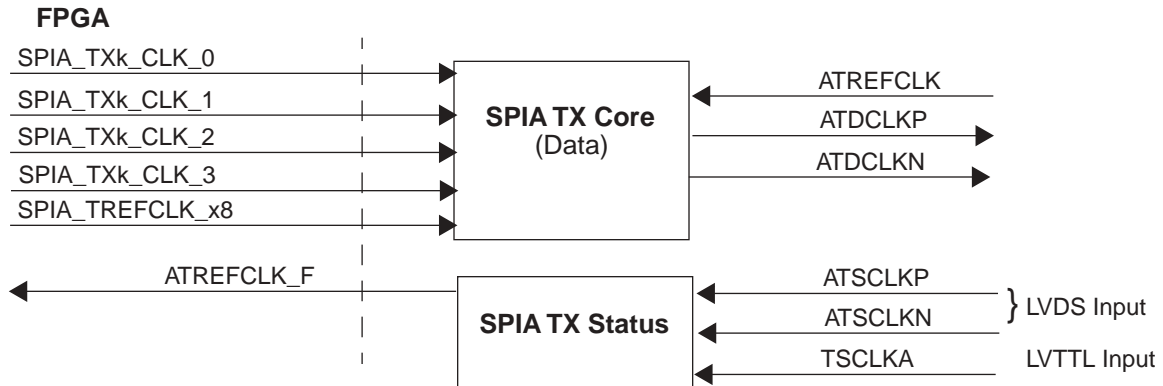 FPGA
SPIA_TXk_CLK_0
SPIA_TXk_CLK_1
SPIA_TXk_CLK_2
SPIA_TXk_CLK_3
SPIA_TREFCLK_x8
SPIA TX Core
(Data)
ATREFCLK
ATDCLKP
ATDCLKN
ATREFCLK_F
SPIA TX Status
ATSCLKP
ATSCLKN
} LVDS Input
TSCLKA
LVTTL Input